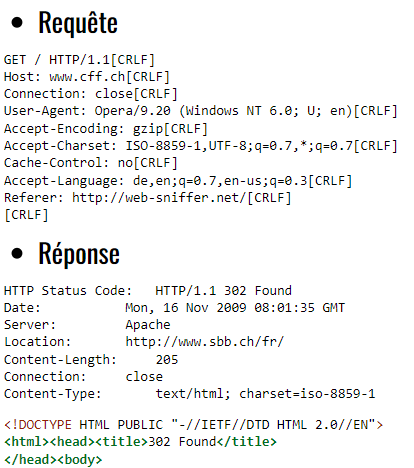 • Requête
GET / HTTP/1.1[CRLF]
Host: www.cff.ch[CRLF]
Connection: close[CRLF]
User-Agent: Opera/9.20 (Windows NT 6.0; U; en)[CRLF]
Accept-Encoding: gzip[CRLF]
Accept-Charset: ISO-8859-1,UTF-8;q=0.7,*;q=0.7[CRLF]
Cache-Control: no[CRLF]
Accept-Language: de,en;q=0.7,en-us;q=0.3[CRLF]
Referer: http://web-sniffer.net/[CRLF]
[CRLF]
• Réponse
HTTP Status Code: HTTP/1.1 302 Found
Date: Mon, 16 Nov 2009 08:01:35 GMT
Server: Apache
Location: http://www.sbb.ch/fr/
Content-Length: 205
Connection: close
Content-Type: text/html; charset=iso-8859-1
<!DOCTYPE HTML PUBLIC "-//IETF//DTD HTML 2.0//EN">
<html><head><title>302 Found</title>
</head><body>